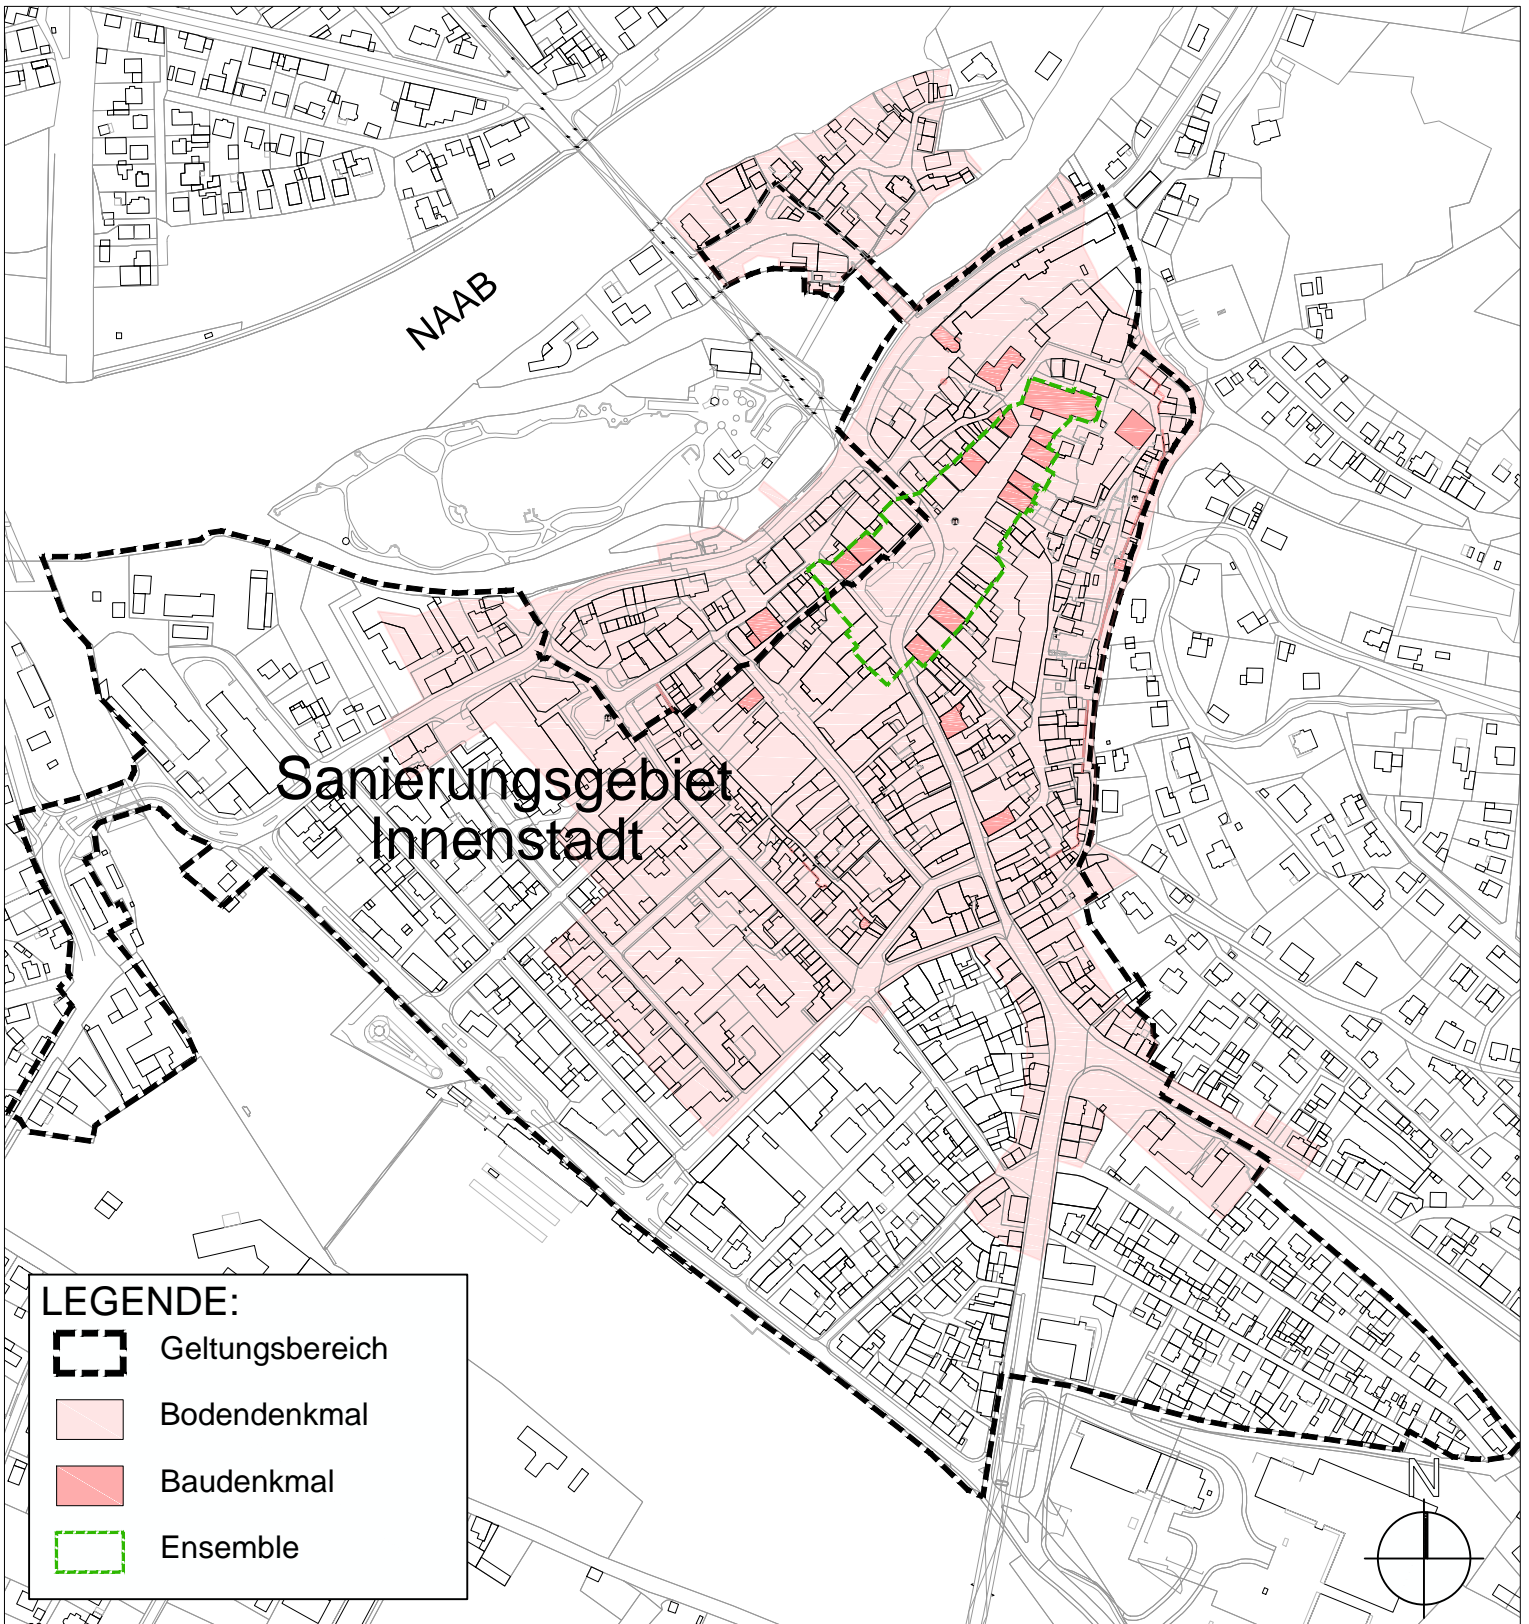 NAAB
Sanierungsgebiet
Innenstadt
LEGENDE:
Geltungsbereich
Bodendenkmal
Baudenkmal
Ensemble
N